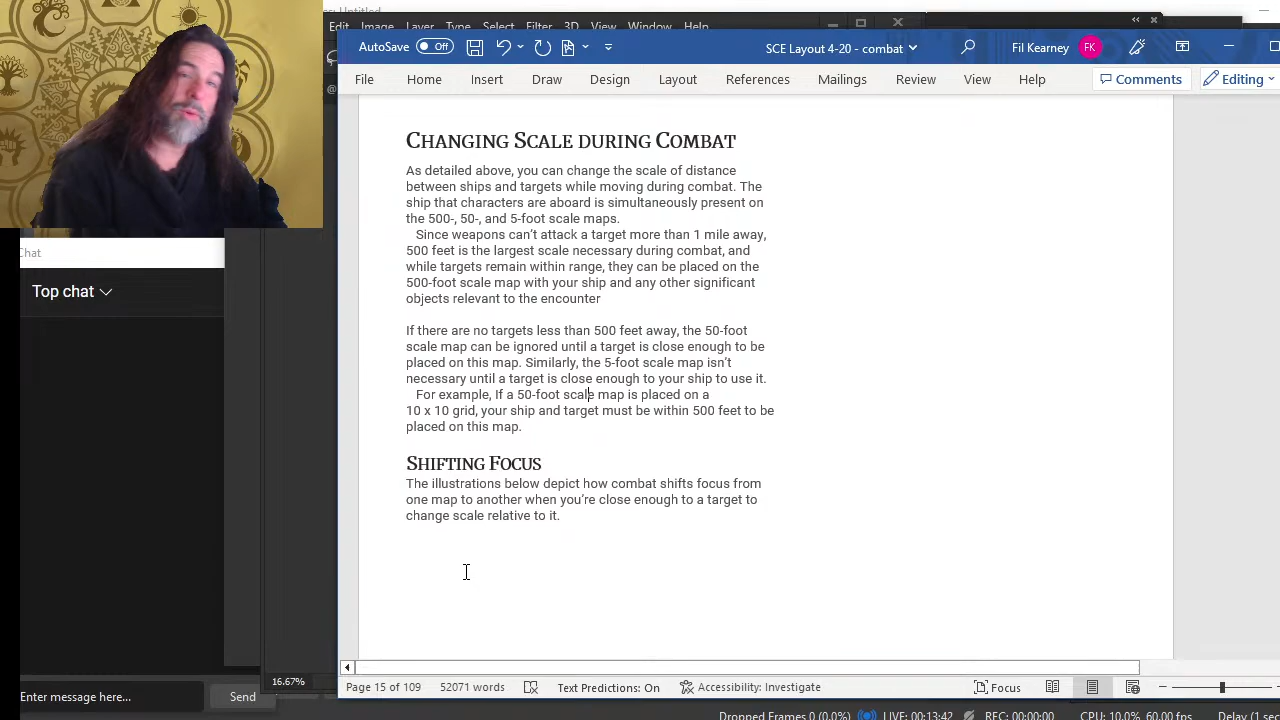 Edit Image Layer Type Select Filter 3D View Window Help
AutoSave Off
SCE Layout 4-20 - combat
Fil Kearney FK
File Home Insert Draw Design Layout References Mailings Review View Help Comments Editing
CHANGING SCALE DURING COMBAT
As detailed above, you can change the scale of distance
between ships and targets while moving during combat. The
ship that characters are aboard is simultaneously present on
the 500-, 50-, and 5-foot scale maps.
Since weapons can't attack a target more than 1 mile away,
500 feet is the largest scale necessary during combat, and
while targets remain within range, they can be placed on the
500-foot scale map with your ship and any other significant
objects relevant to the encounter
If there are no targets less than 500 feet away, the 50-foot
scale map can be ignored until a target is close enough to be
placed on this map. Similarly, the 5-foot scale map isn't
necessary until a target is close enough to your ship to use it.
For example, If a 50-foot scale map is placed on a
10 x 10 grid, your ship and target must be within 500 feet to be
placed on this map.
SHIFTING FOCUS
The illustrations below depict how combat shifts focus from
one map to another when you're close enough to a target to
change scale relative to it.
Chat
Top chat
Enter message here...
Send
16.67%
Page 15 of 109 52071 words Text Predictions: On Accessibility: Investigate Focus
Dropped Frames 0 (0.0%) LIVE: 00:13:42 REC: 00:00:00 CPU: 10.0%, 60.00 fps Delay (1 sec